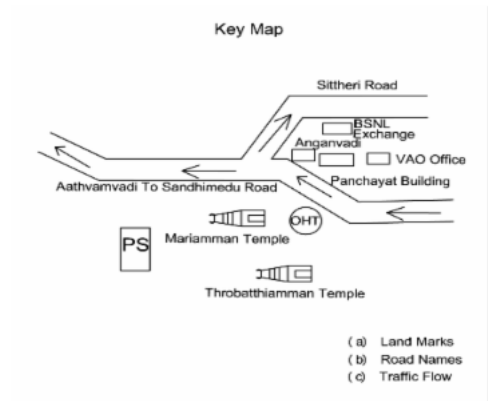 Key Map
Sittheri Road
BSNL
Exchange
Anganvadi
VAO Office
Panchayat Building
Aathvamvadi To Sandhimedu Road
OHT
Mariamman Temple
PS
Throbatthiamman Temple
(a) Land Marks
(b) Road Names
(c) Traffic Flow